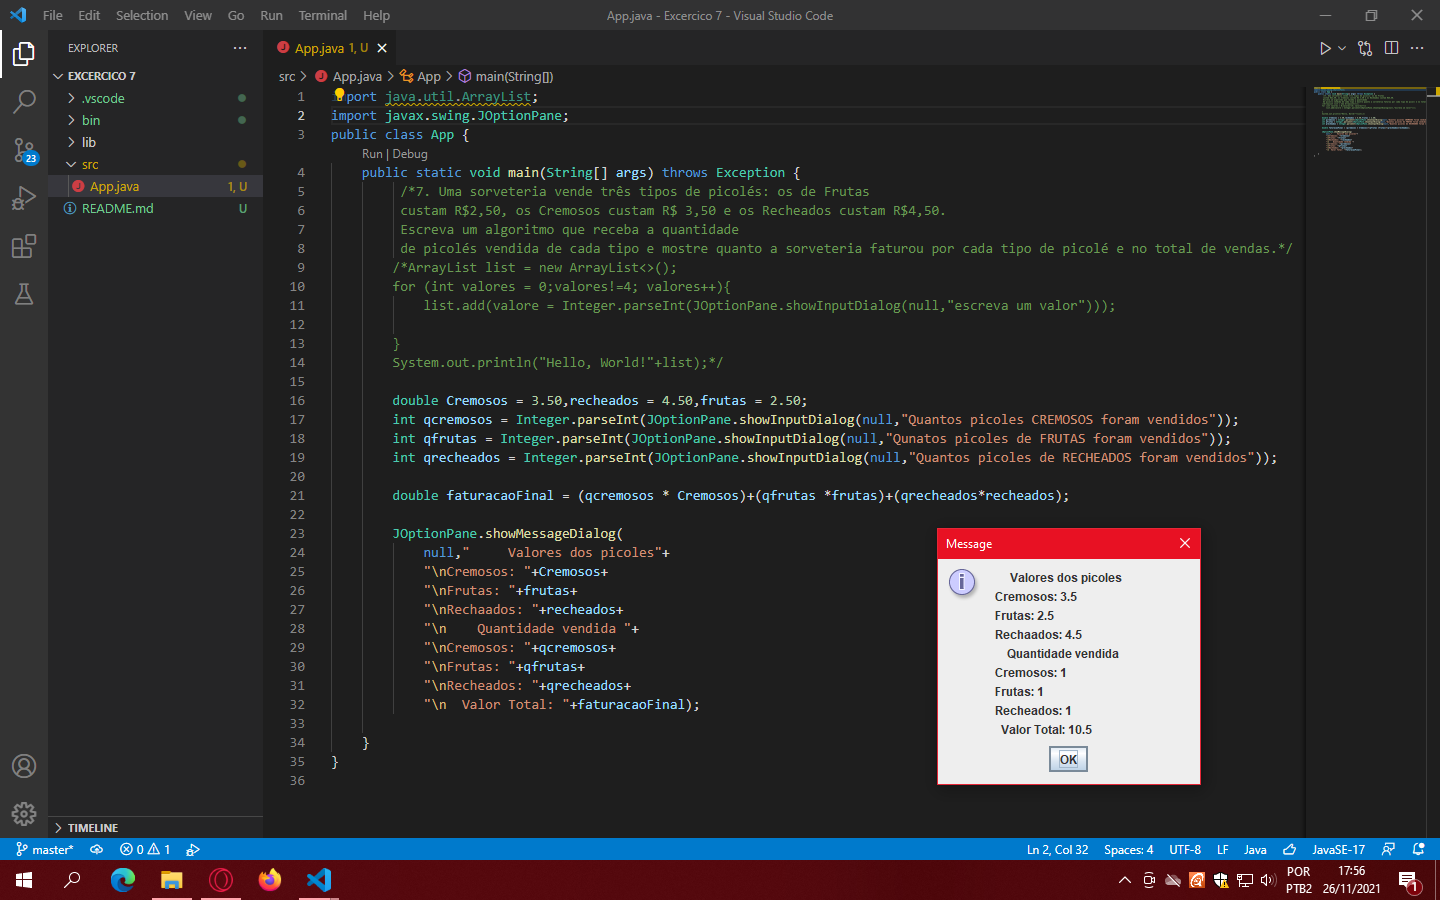 File Edit Selection View Go Run Terminal Help
App.java - Excercico 7 - Visual Studio Code
EXPLORER
EXCERCICO 7
.vscode
bin
lib
src
App.java 1, U
README.md U
TIMELINE
23
App.java 1, U
src > App.java > App > main(String[])
1 import java.util.ArrayList;
2 import javax.swing.JOptionPane;
3 public class App {
Run | Debug
4 public static void main(String[] args) throws Exception {
5 /*7. Uma sorveteria vende três tipos de picolés: os de Frutas
6 custam R$2,50, os Cremosos custam R$ 3,50 e os Recheados custam R$4,50.
7 Escreva um algoritmo que receba a quantidade
8 de picolés vendida de cada tipo e mostre quanto a sorveteria faturou por cada tipo de picolé e no total de vendas.*/
9 /*ArrayList list = new ArrayList<>();
10 for (int valores = 0;valores!=4; valores++){
11 list.add(valore = Integer.parseInt(JOptionPane.showInputDialog(null,"escreva um valor")));
12
13 }
14 System.out.println("Hello, World!"+list);*/
15
16 double Cremosos = 3.50,recheados = 4.50,frutas = 2.50;
17 int qcremosos = Integer.parseInt(JOptionPane.showInputDialog(null,"Quantos picoles CREMOSOS foram vendidos"));
18 int qfrutas = Integer.parseInt(JOptionPane.showInputDialog(null,"Qunatos picoles de FRUTAS foram vendidos"));
19 int qrecheados = Integer.parseInt(JOptionPane.showInputDialog(null,"Quantos picoles de RECHEADOS foram vendidos"));
20
21 double faturacaoFinal = (qcremosos * Cremosos)+(qfrutas *frutas)+(qrecheados*recheados);
22
23 JOptionPane.showMessageDialog(
24 null,"     Valores dos picoles"+
25 "\nCremosos: "+Cremosos+
26 "\nFrutas: "+frutas+
27 "\nRechaados: "+recheados+
28 "\n    Quantidade vendida "+
29 "\nCremosos: "+qcremosos+
30 "\nFrutas: "+qfrutas+
31 "\nRecheados: "+qrecheados+
32 "\n  Valor Total: "+faturacaoFinal);
33
34 }
35 }
36
Message
Valores dos picoles
Cremosos: 3.5
Frutas: 2.5
Rechaados: 4.5
Quantidade vendida
Cremosos: 1
Frutas: 1
Recheados: 1
Valor Total: 10.5
OK
master* 0 1
Ln 2, Col 32 Spaces: 4 UTF-8 LF Java JavaSE-17
POR 17:56
PTB2 26/11/2021
1